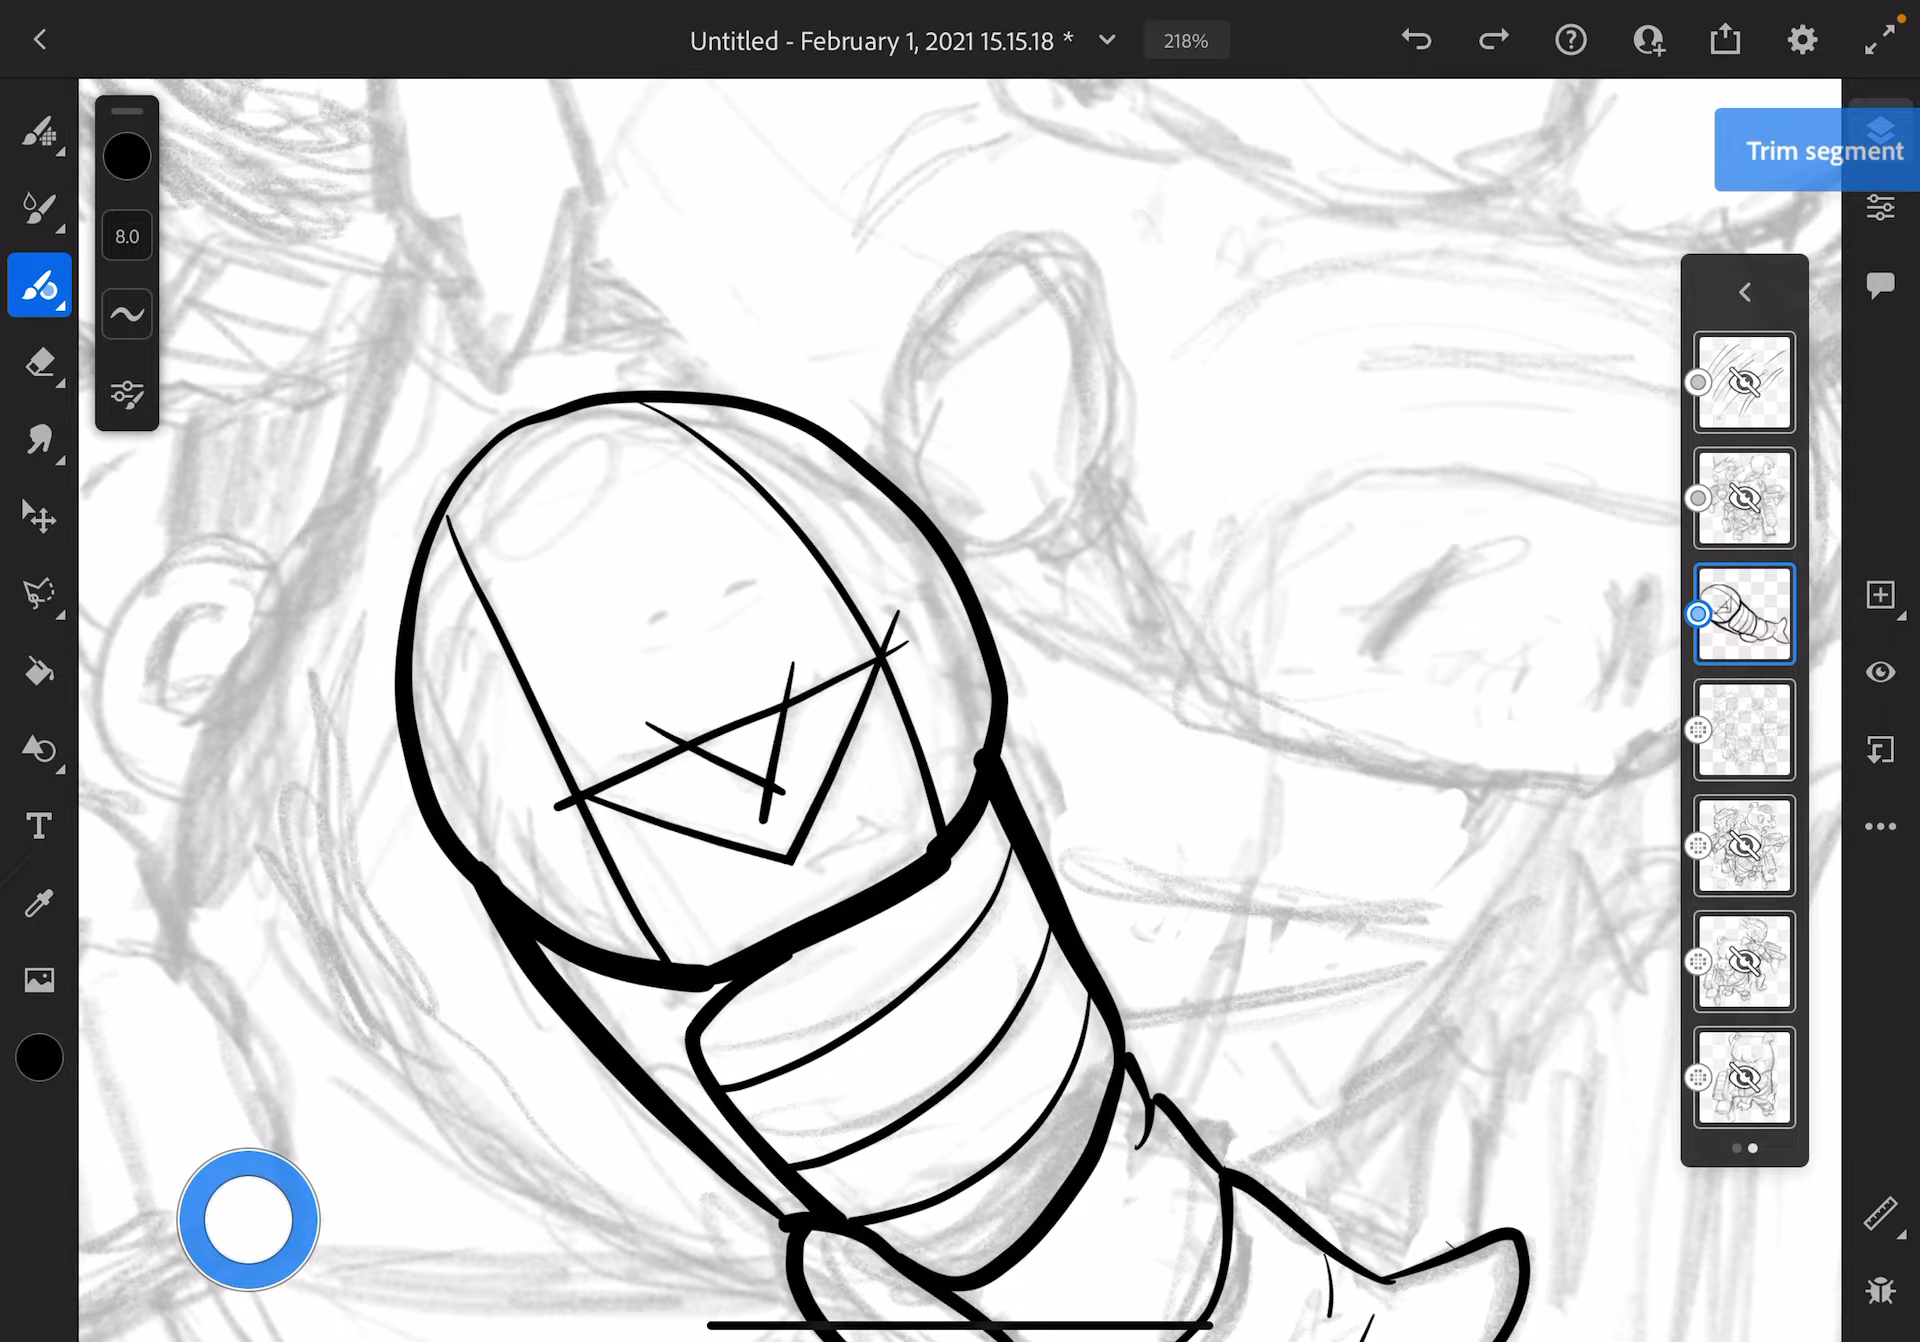 Untitled - February 1, 2021 15.15.18 *
218%
Trim segment
8.0
T